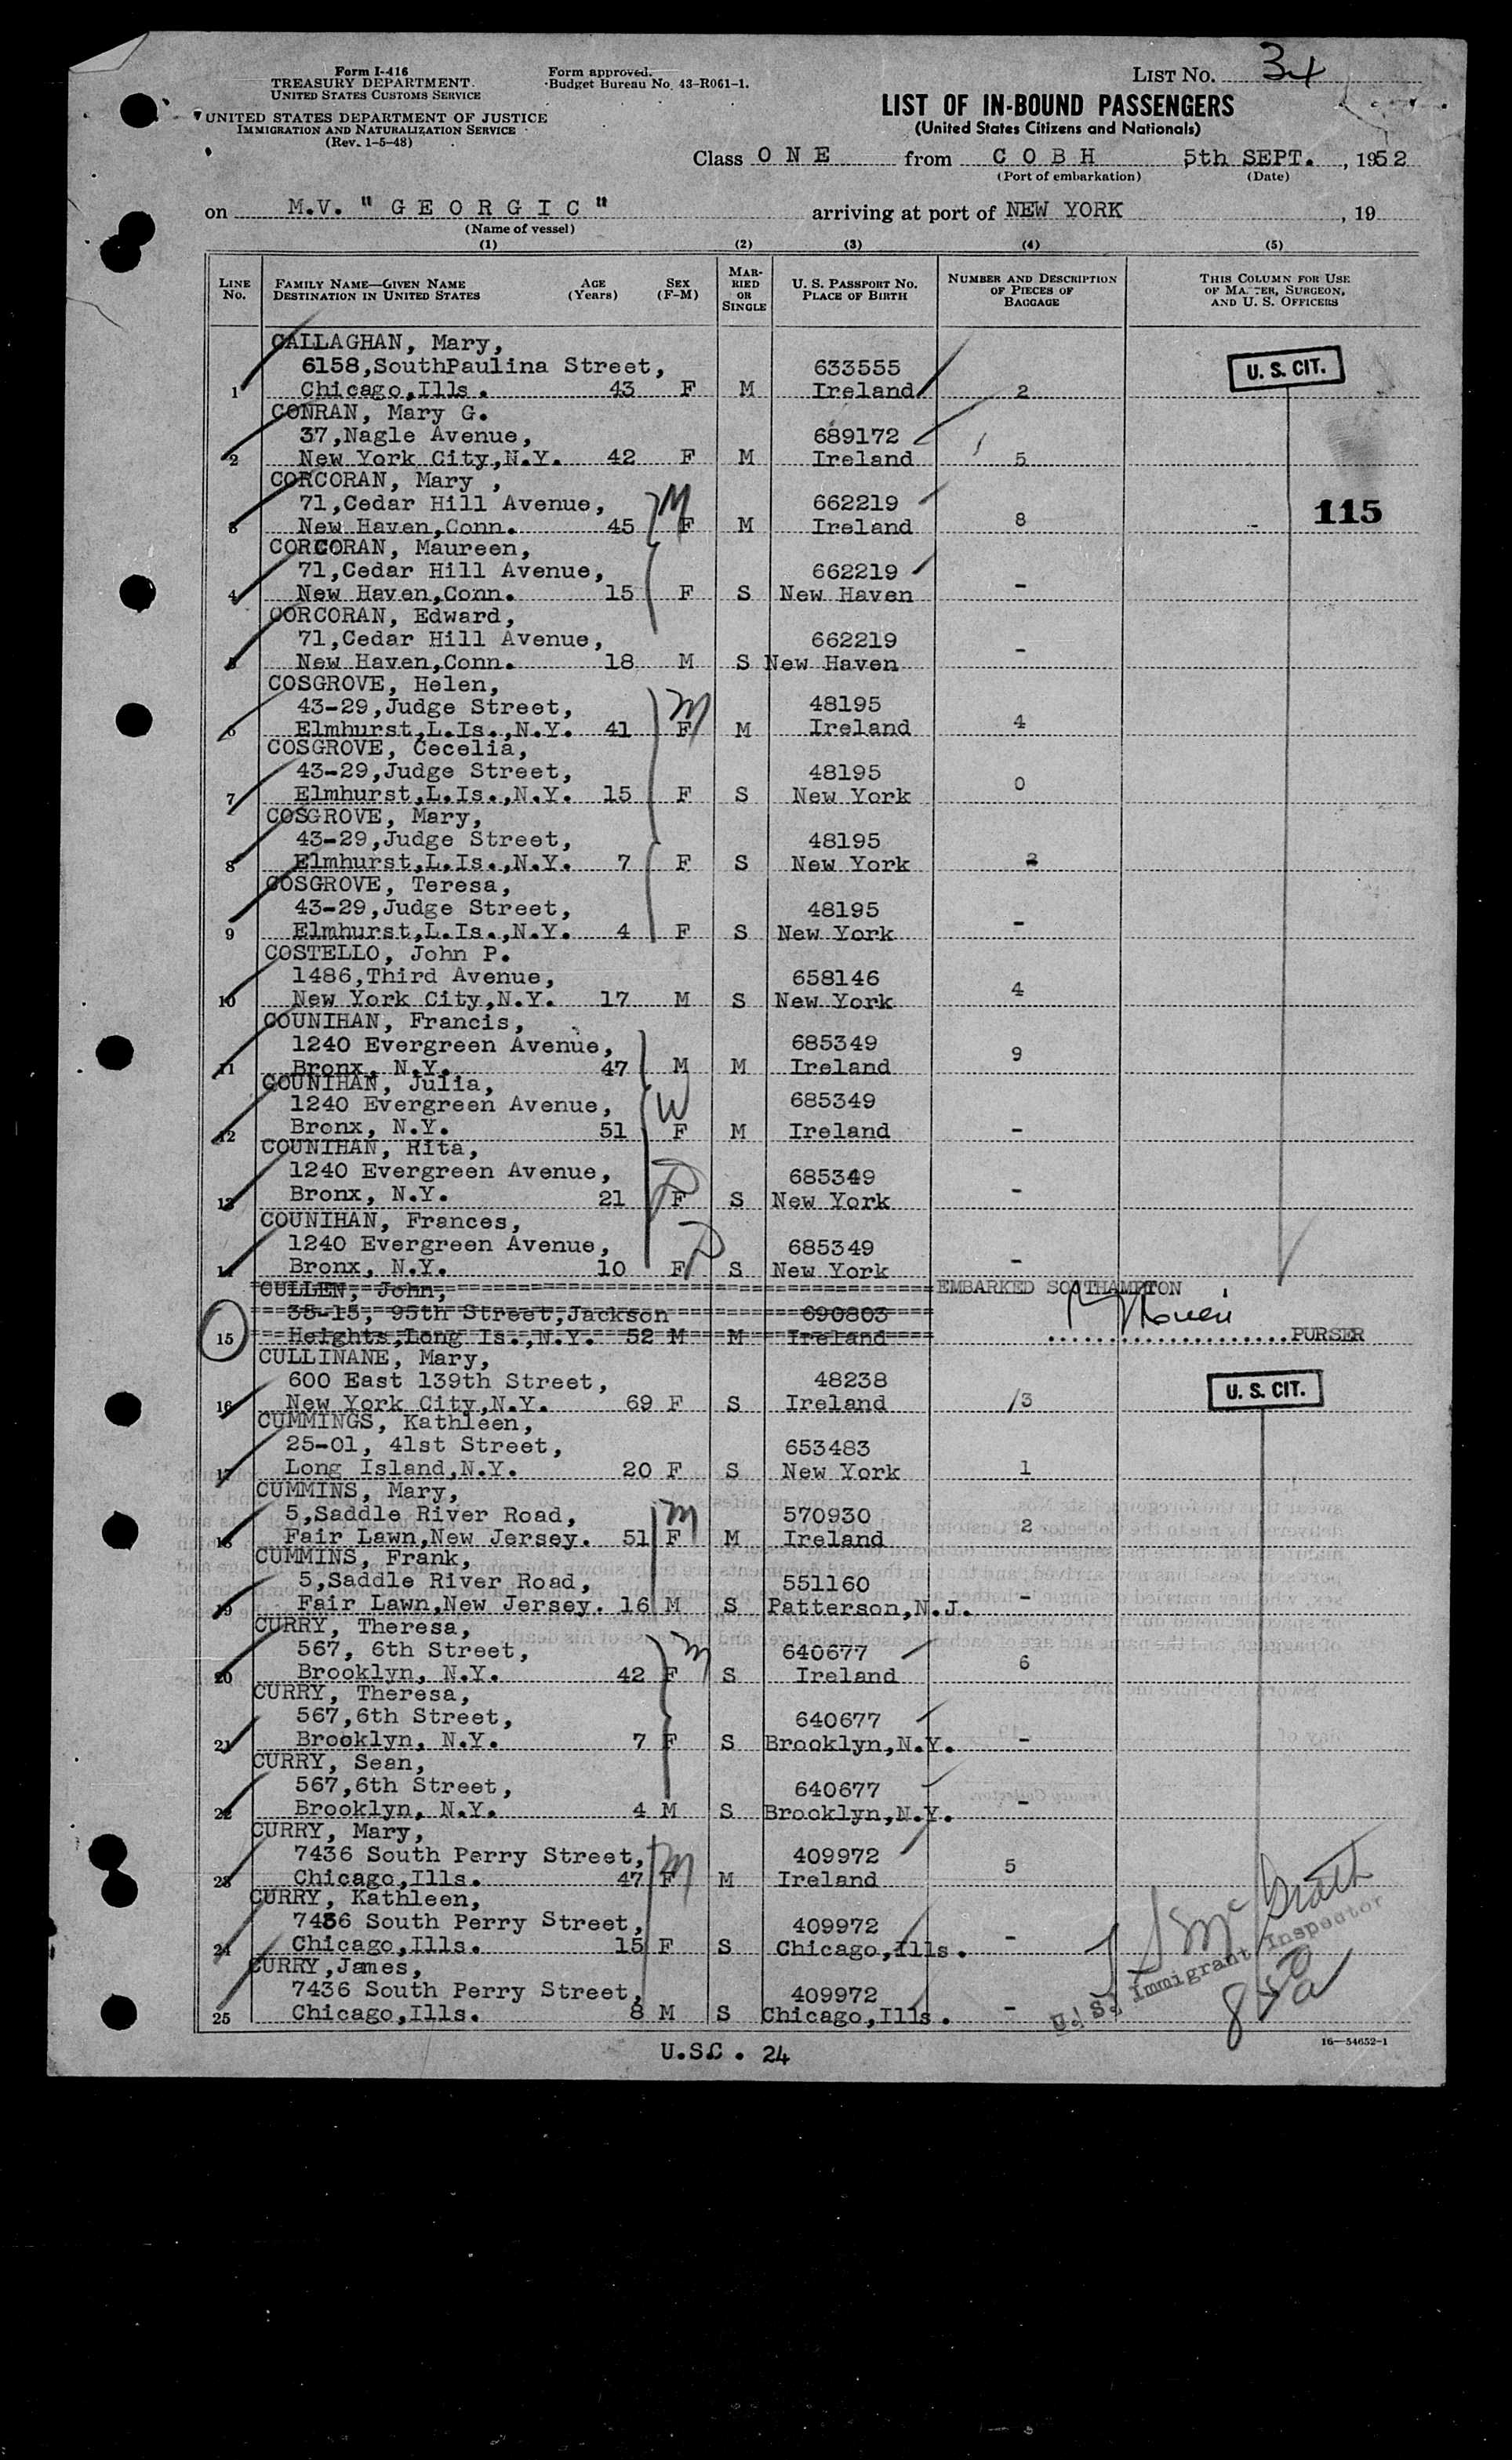 Form I-416
TREASURY DEPARTMENT
UNITED STATES CUSTOMS SERVICE
UNITED STATES DEPARTMENT OF JUSTICE
IMMIGRATION AND NATURALIZATION SERVICE
(Rev. 1-5-48)
Form approved.
Budget Bureau No. 43-R061-1.
LIST NO. 34
LIST OF IN-BOUND PASSENGERS
(United States Citizens and Nationals)
Class O N E from C O B H 5th SEPT. , 1952
(Port of embarkation) (Date)
on M.V. "G E O R G I C" arriving at port of NEW YORK , 19
(Name of vessel)
(1) (2) (3) (4) (5)
LINE No. FAMILY NAME—GIVEN NAME DESTINATION IN UNITED STATES AGE (Years) SEX (F-M) MARRIED OR SINGLE U. S. PASSPORT NO. PLACE OF BIRTH NUMBER AND DESCRIPTION OF PIECES OF BAGGAGE THIS COLUMN FOR USE OF MASTER, SURGEON, AND U. S. OFFICERS
CALLAGHAN, Mary,
6158,SouthPaulina Street, 633555 U. S. CIT.
1 Chicago,Ills. 43 F M Ireland 2
CONRAN, Mary G.
37,Nagle Avenue, 689172
2 New York City,N.Y. 42 F M Ireland 5
CORCORAN, Mary ,
71,Cedar Hill Avenue, M 662219 115
3 New Haven,Conn. 45 F M Ireland 8
CORCORAN, Maureen,
71,Cedar Hill Avenue, 662219
4 New Haven,Conn. 15 F S New Haven -
CORCORAN, Edward,
71,Cedar Hill Avenue, 662219
5 New Haven,Conn. 18 M S New Haven -
COSGROVE, Helen,
43-29,Judge Street, M 48195
6 Elmhurst,L.Is.,N.Y. 41 F M Ireland 4
COSGROVE, Cecelia,
43-29,Judge Street, 48195
7 Elmhurst,L.Is.,N.Y. 15 F S New York 0
COSGROVE, Mary,
43-29,Judge Street, 48195
8 Elmhurst,L.Is.,N.Y. 7 F S New York
COSGROVE, Teresa,
43-29,Judge Street, 48195
9 Elmhurst,L.Is.,N.Y. 4 F S New York -
COSTELLO, John P.
1486,Third Avenue, 658146
10 New York City,N.Y. 17 M S New York 4
COUNIHAN, Francis,
1240 Evergreen Avenue, 685349
11 Bronx, N.Y. 47 M M Ireland 9
COUNIHAN, Julia,
1240 Evergreen Avenue, W 685349
12 Bronx, N.Y. 51 F M Ireland -
COUNIHAN, Rita,
1240 Evergreen Avenue, D 685349
13 Bronx, N.Y. 21 F S New York -
COUNIHAN, Frances,
1240 Evergreen Avenue, D 685349
14 Bronx, N.Y. 10 F S New York -
CULLEN, John, EMBARKED SOUTHAMPTON
35-15, 95th Street,Jackson 690803
15 Heights,Long Is.,N.Y. 52 M M Ireland PURSER
CULLINANE, Mary,
600 East 139th Street, 48238 U. S. CIT.
16 New York City,N.Y. 69 F S Ireland 3
CUMMINGS, Kathleen,
25-01, 41st Street, 653483
17 Long Island,N.Y. 20 F S New York 1
CUMMINS, Mary,
5,Saddle River Road, M 570930
18 Fair Lawn,New Jersey. 51 F M Ireland 2
CUMMINS, Frank,
5,Saddle River Road, 551160
19 Fair Lawn,New Jersey. 16 M S Patterson,N.J. -
CURRY, Theresa,
567, 6th Street, M 640677
20 Brooklyn, N.Y. 42 F S Ireland 6
CURRY, Theresa,
567,6th Street, 640677
21 Brooklyn, N.Y. 7 F S Brooklyn,N.Y. -
CURRY, Sean,
567,6th Street, 640677
22 Brooklyn, N.Y. 4 M S Brooklyn,N.Y. -
CURRY, Mary,
7436 South Perry Street, M 409972
23 Chicago,Ills. 47 F M Ireland 5
CURRY, Kathleen,
7436 South Perry Street, 409972
24 Chicago,Ills. 15 F S Chicago,Ills. -
CURRY,James,
7436 South Perry Street, 409972
25 Chicago,Ills. 8 M S Chicago,Ills. -
McGrath
U. S. Immigrant Inspector
16—54652-1
U.S.C. 24